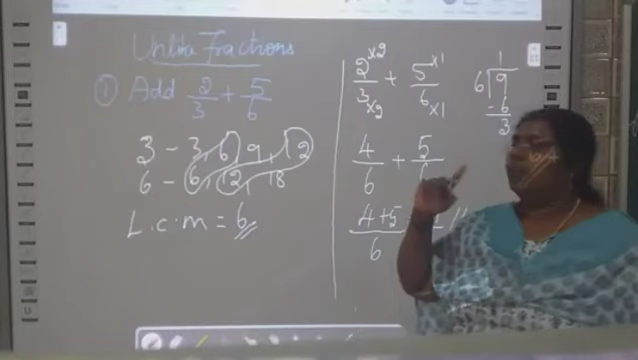 Unlike Fractions
① Add 2/3 + 5/6
3 - 3, 6, 9, 12
6 - 6, 12, 18
L.c.m = 6
2×2/3×2 + 5×1/6×1
4/6 + 5/6
4+5/6
1
6)9
-6
3